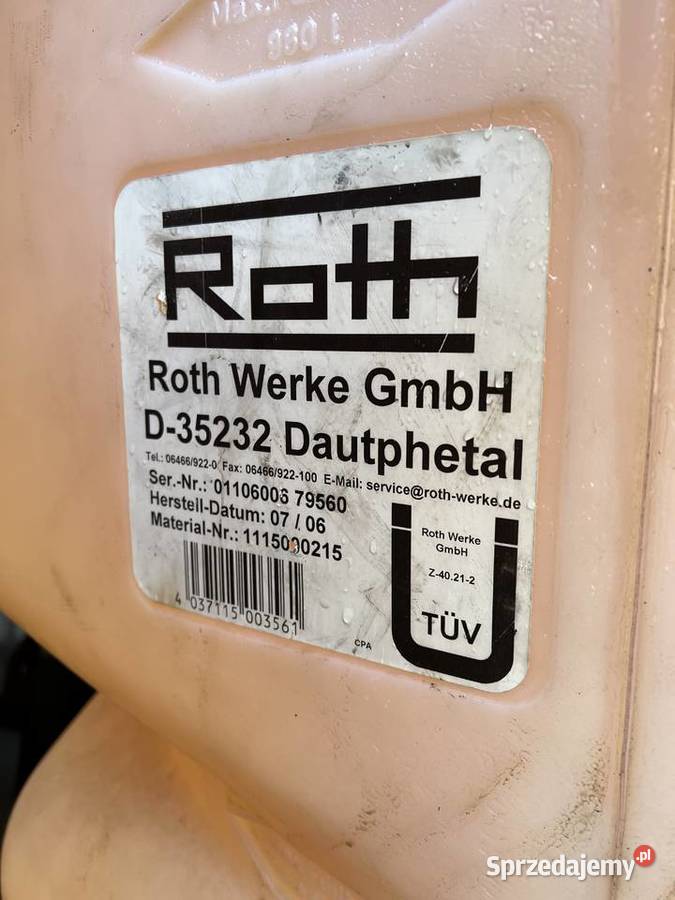 Max.
960 l
Roth
Roth Werke GmbH
D-35232 Dautphetal
Tel.: 06466/922-0 Fax: 06466/922-100 E-Mail: service@roth-werke.de
Ser.-Nr.: 01106006 79560
Herstell-Datum: 07 / 06
Material-Nr.: 1115000215
4 037115 003561
CPA
Roth Werke
GmbH
Z-40.21-2
TÜV
Sprzedajemy.pl